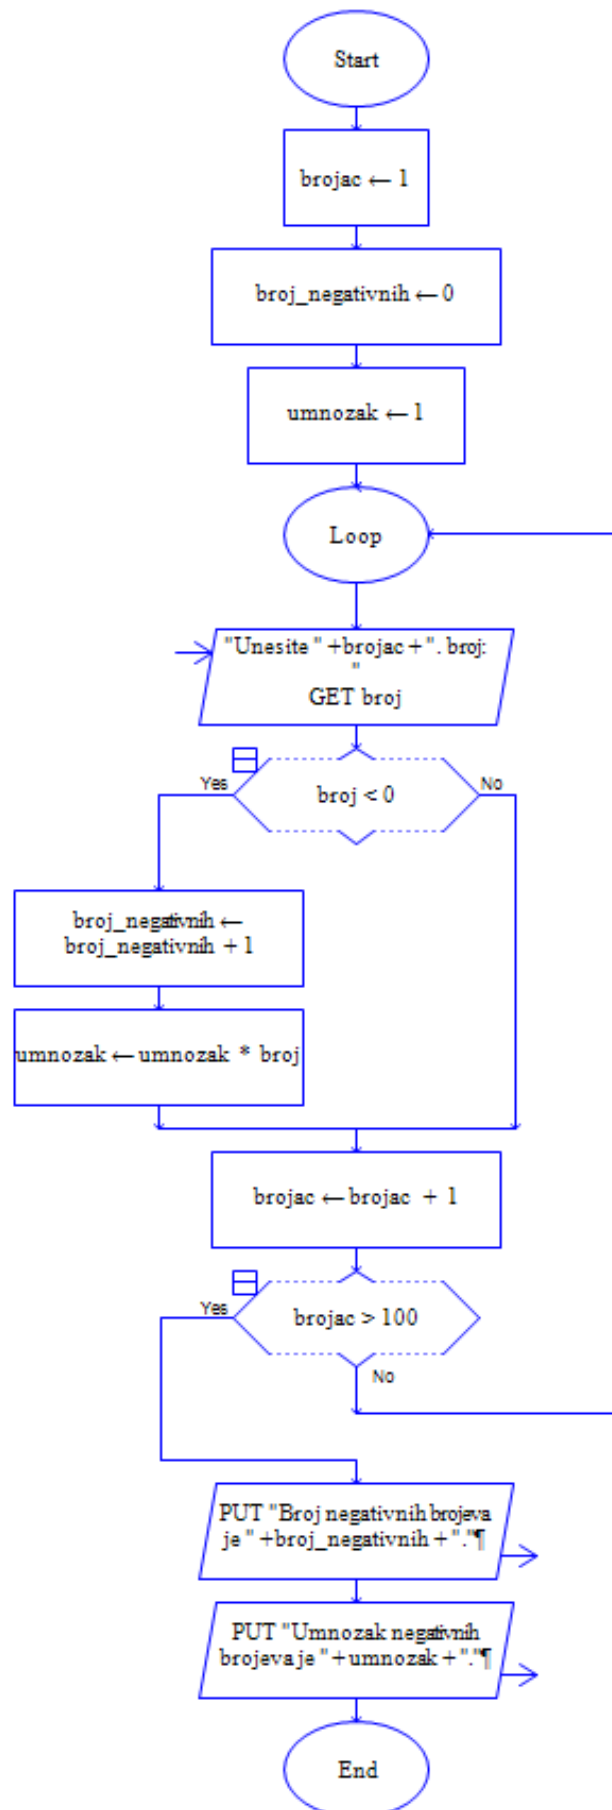 Start
brojac ← 1
broj_negativnih ← 0
umnozak ← 1
Loop
"Unesite " +brojac + ". broj:
"
GET broj
Yes
broj < 0
No
broj_negativnih ←
broj_negativnih + 1
umnozak ← umnozak * broj
brojac ← brojac + 1
Yes
brojac > 100
No
PUT "Broj negativnih brojeva
je " +broj_negativnih + "."¶
PUT "Umnozak negativnih
brojeva je " + umnozak + "."¶
End